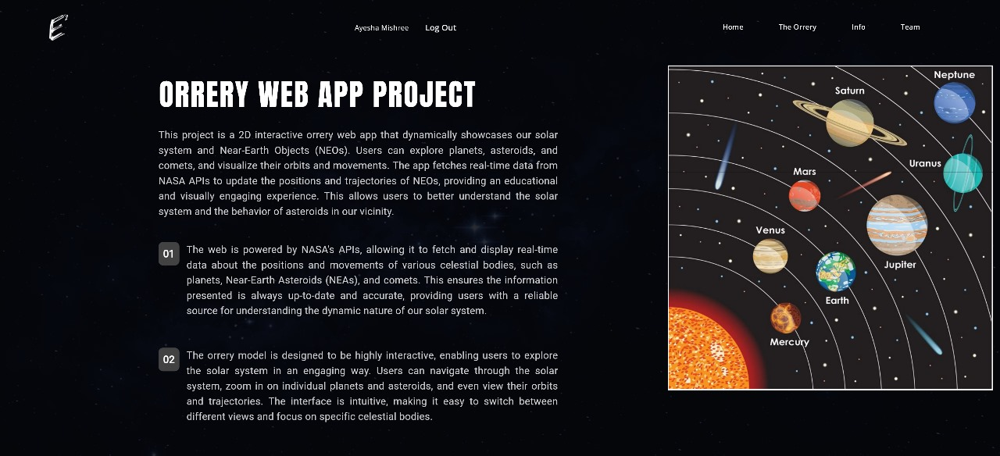 E²
Ayesha Mishree Log Out
Home The Orrery Info Team
ORRERY WEB APP PROJECT
This project is a 2D interactive orrery web app that dynamically showcases our solar
system and Near-Earth Objects (NEOs). Users can explore planets, asteroids, and
comets, and visualize their orbits and movements. The app fetches real-time data from
NASA APIs to update the positions and trajectories of NEOs, providing an educational
and visually engaging experience. This allows users to better understand the solar
system and the behavior of asteroids in our vicinity.
01
The web is powered by NASA's APIs, allowing it to fetch and display real-time
data about the positions and movements of various celestial bodies, such as
planets, Near-Earth Asteroids (NEAs), and comets. This ensures the information
presented is always up-to-date and accurate, providing users with a reliable
source for understanding the dynamic nature of our solar system.
02
The orrery model is designed to be highly interactive, enabling users to explore
the solar system in an engaging way. Users can navigate through the solar
system, zoom in on individual planets and asteroids, and even view their orbits
and trajectories. The interface is intuitive, making it easy to switch between
different views and focus on specific celestial bodies.
Neptune
Saturn
Uranus
Mars
Venus
Jupiter
Earth
Mercury